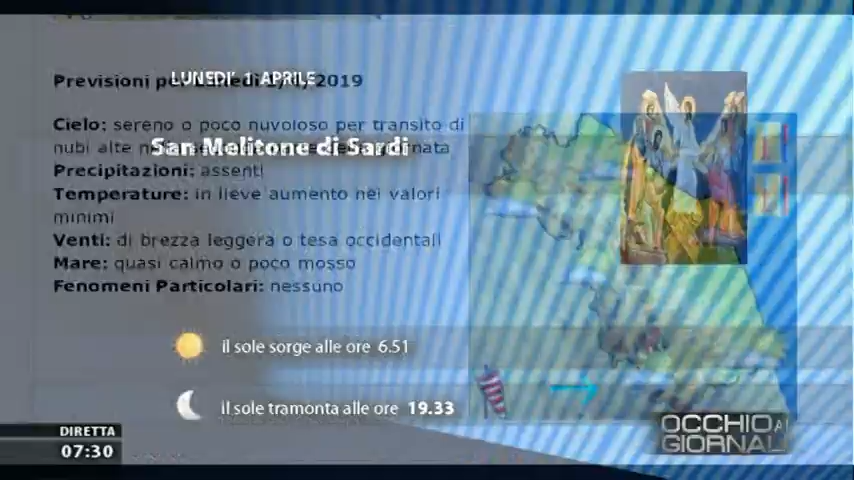 LUNEDI' 1 APRILE
Previsioni 2019
San Melitone di Sardi
Cielo: sereno o poco nuvoloso per transito di
nubi alte
Precipitazioni: assenti
Temperature: in lieve aumento nei valori
minimi
Venti: di brezza leggera o tesa occidentali
Mare: quasi calmo o poco mosso
Fenomeni Particolari: nessuno
il sole sorge alle ore 6.51
il sole tramonta alle ore 19.33
DIRETTA
07:30
OCCHIO AI
GIORNALI